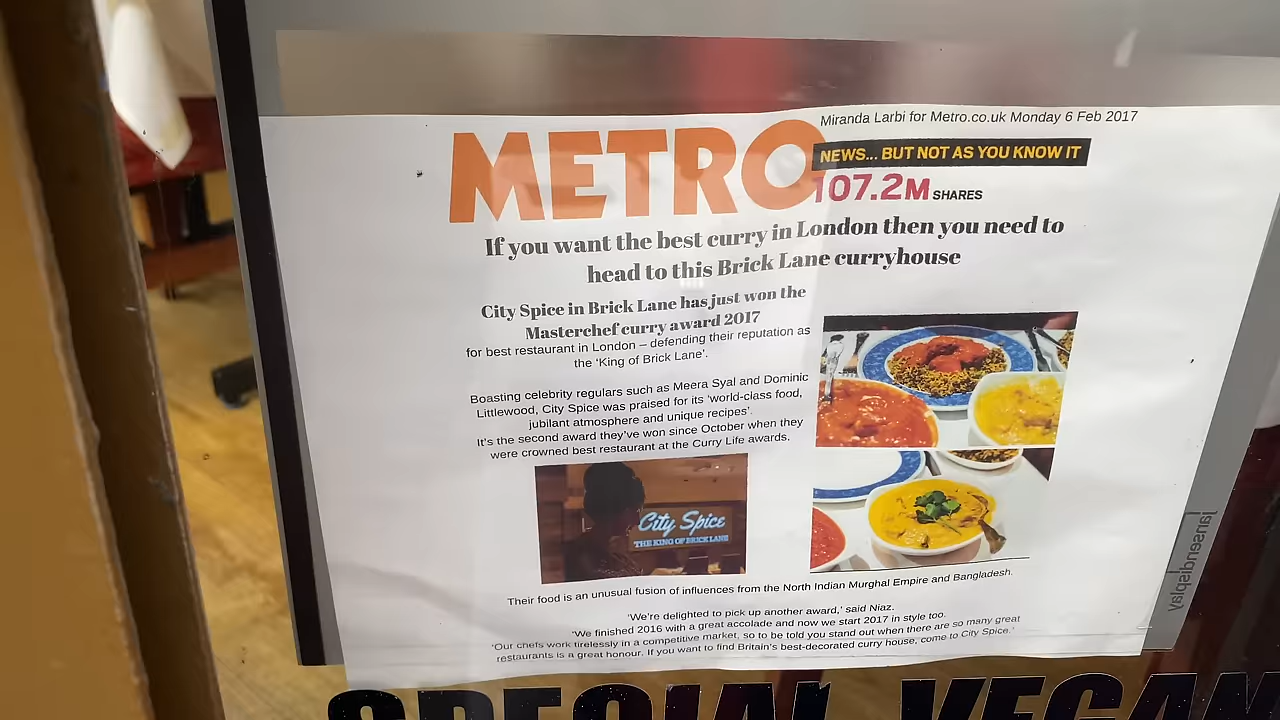 Miranda Larbi for Metro.co.uk Monday 6 Feb 2017
METRO
NEWS... BUT NOT AS YOU KNOW IT
107.2M SHARES
If you want the best curry in London then you need to
head to this Brick Lane curryhouse
City Spice in Brick Lane has just won the
Masterchef curry award 2017
for best restaurant in London – defending their reputation as
the ‘King of Brick Lane’.
Boasting celebrity regulars such as Meera Syal and Dominic
Littlewood, City Spice was praised for its ‘world-class food,
jubilant atmosphere and unique recipes’.
It's the second award they've won since October when they
were crowned best restaurant at the Curry Life awards.
City Spice
THE KING OF BRICK LANE
Their food is an unusual fusion of influences from the North Indian Murghal Empire and Bangladesh.
‘We're delighted to pick up another award,’ said Niaz.
‘We finished 2016 with a great accolade and now we start 2017 in style too.
‘Our chefs work tirelessly in a competitive market, so to be told you stand out when there are so many great
restaurants is a great honour. If you want to find Britain's best-decorated curry house, come to City Spice.’
jansendisplay
SPECIAL VEGAN